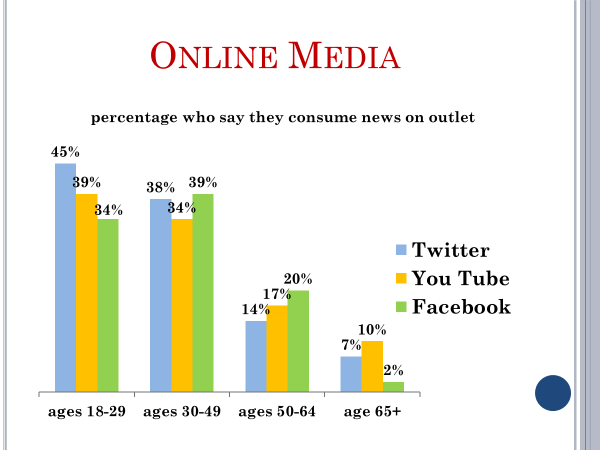 ONLINE MEDIA
percentage who say they consume news on outlet
45%
39%
34%
38%
34%
39%
14%
17%
20%
7%
10%
2%
Twitter
You Tube
Facebook
ages 18-29
ages 30-49
ages 50-64
age 65+